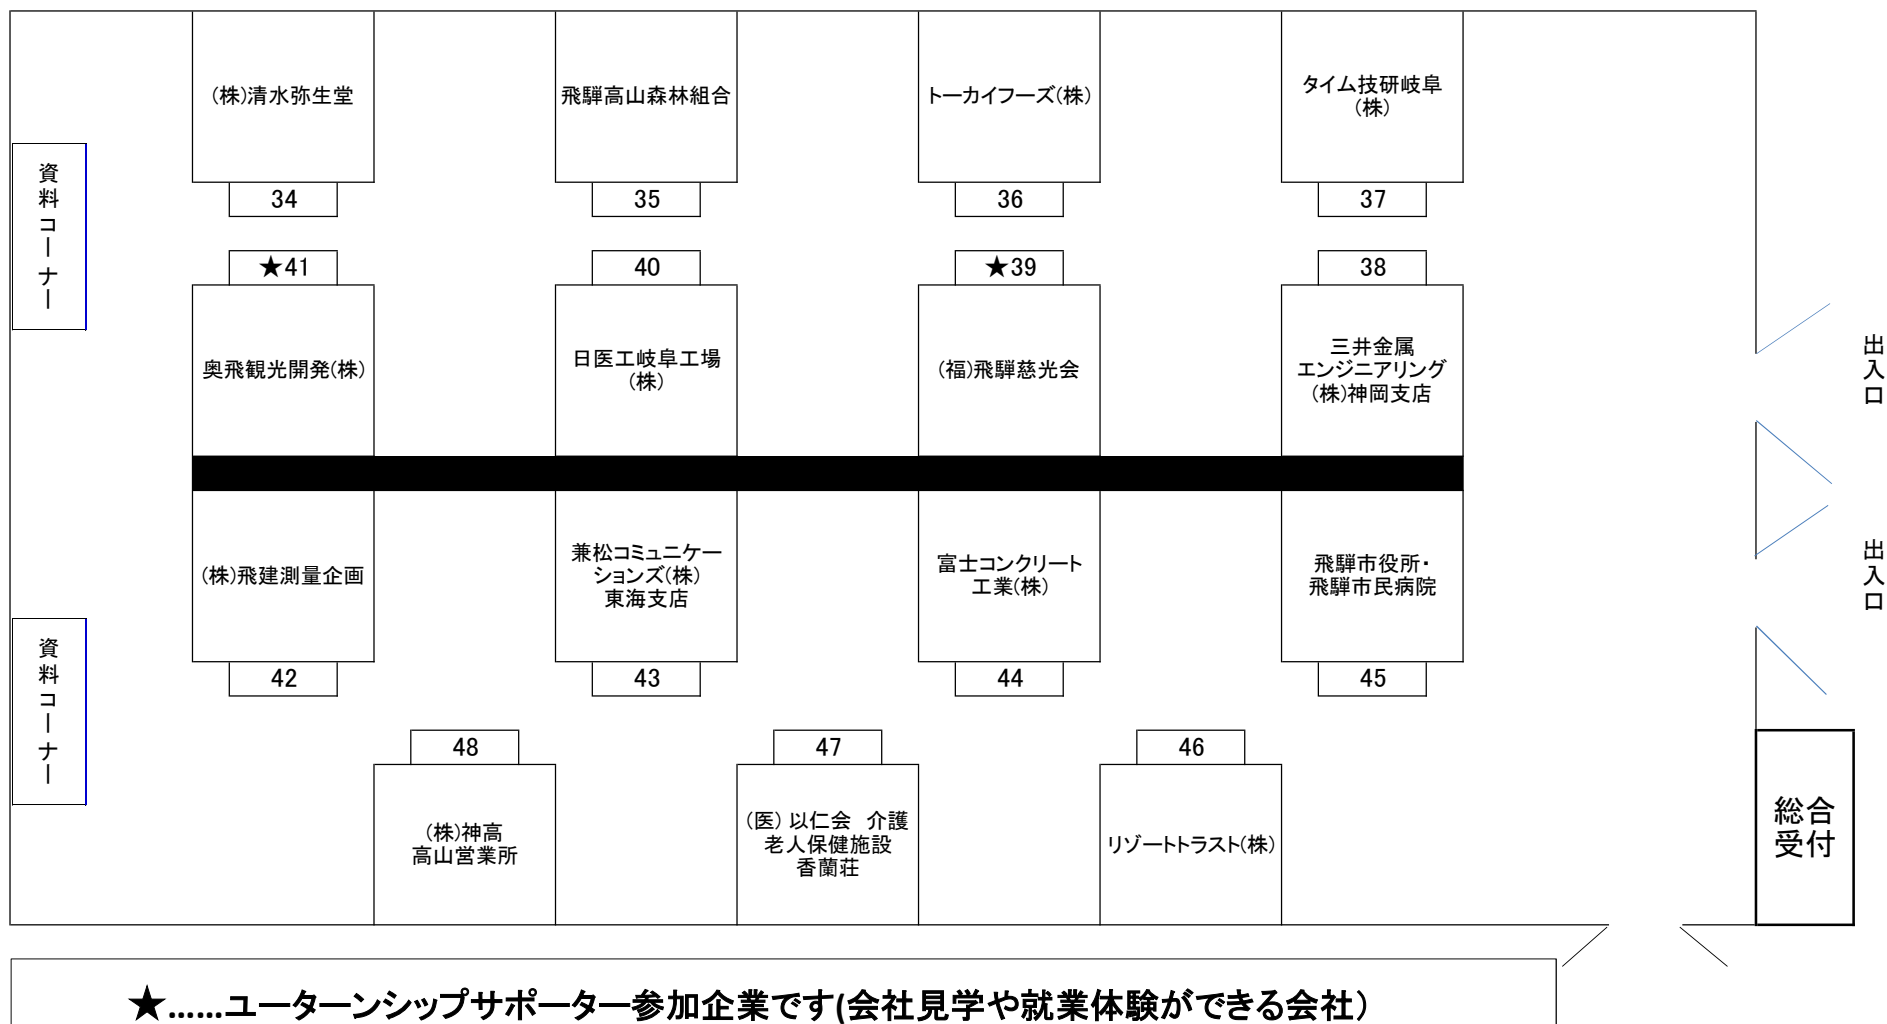 (株)清水弥生堂
飛騨高山森林組合
トーカイフーズ(株)
タイム技研岐阜
(株)
資料コーナー
34
35
36
37
★41
40
★39
38
奥飛観光開発(株)
日医工岐阜工場
(株)
(福)飛騨慈光会
三井金属
エンジニアリング
(株)神岡支店
出入口
(株)飛建測量企画
兼松コミュニケー
ションズ(株)
東海支店
富士コンクリート
工業(株)
飛騨市役所・
飛騨市民病院
出入口
資料コーナー
42
43
44
45
48
47
46
(株)神高
高山営業所
(医)以仁会　介護
老人保健施設
香蘭荘
リゾートトラスト(株)
総合
受付
★……ユーターンシップサポーター参加企業です(会社見学や就業体験ができる会社)